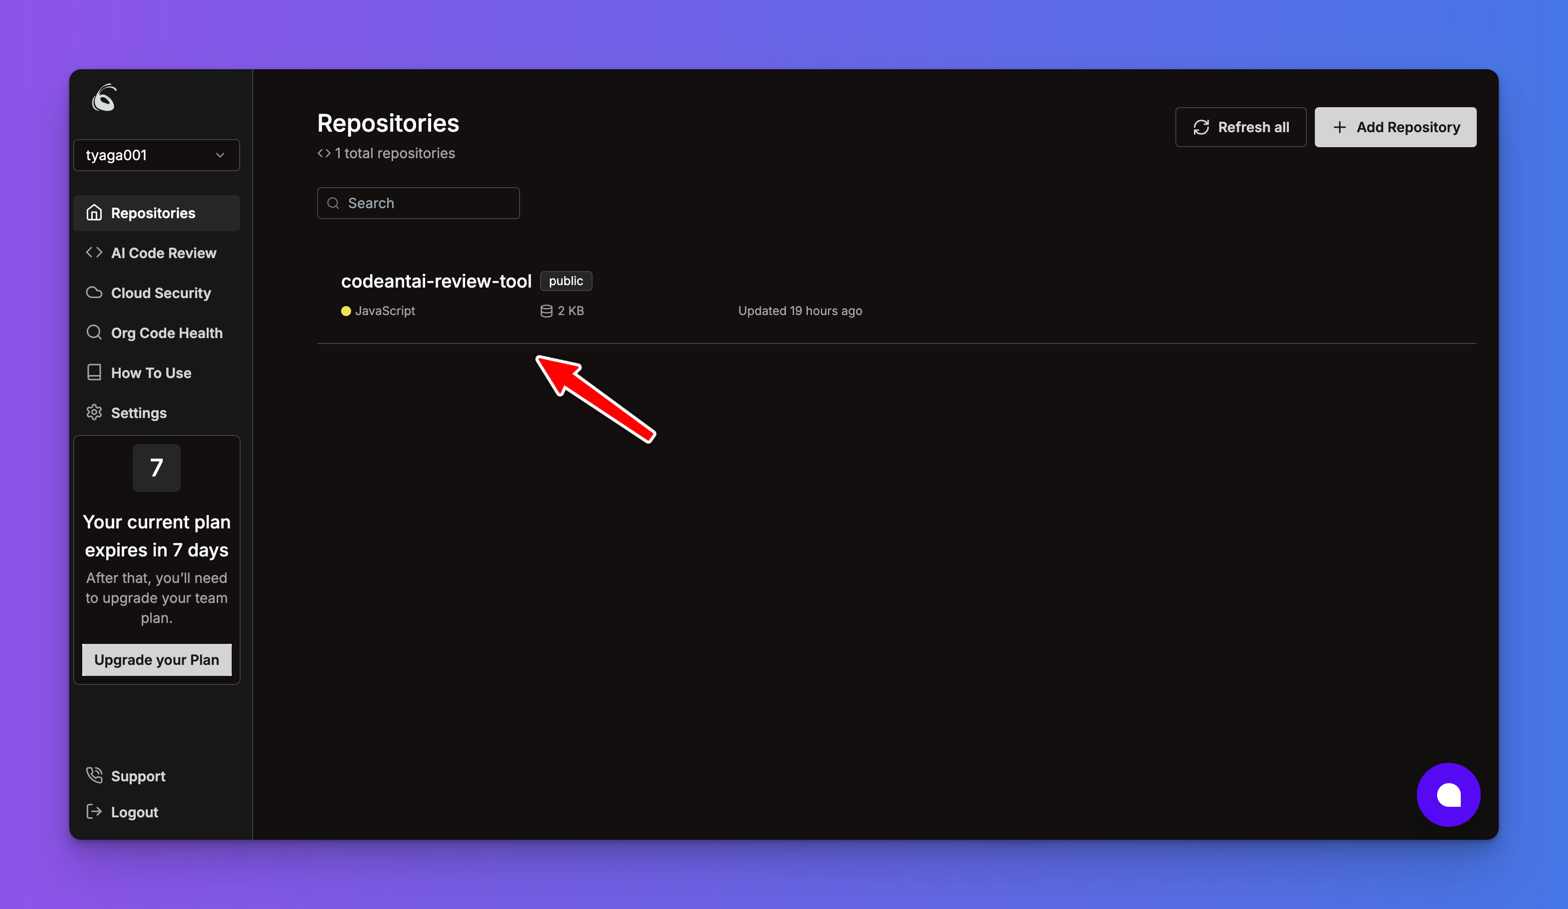 tyaga001
Repositories
AI Code Review
Cloud Security
Org Code Health
How To Use
Settings
7
Your current plan
expires in 7 days
After that, you’ll need
to upgrade your team
plan.
Upgrade your Plan
Support
Logout
Repositories
1 total repositories
Refresh all
Add Repository
Search
codeantai-review-tool public
JavaScript 2 KB Updated 19 hours ago